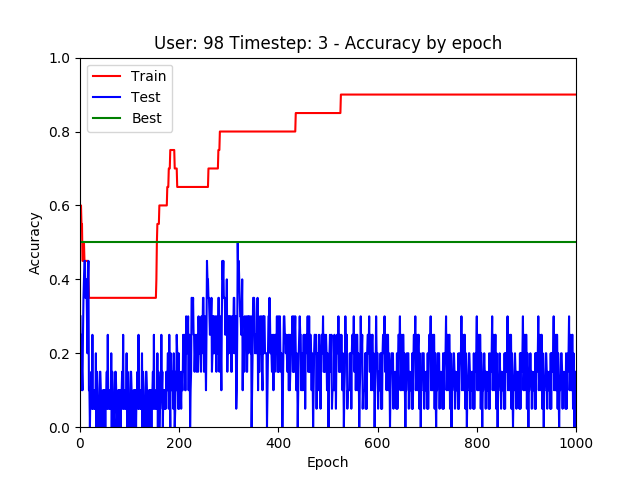 User: 98 Timestep: 3 - Accuracy by epoch
1.0
0.8
0.6
0.4
0.2
0.0
Accuracy
Train
Test
Best
0 200 400 600 800 1000
Epoch